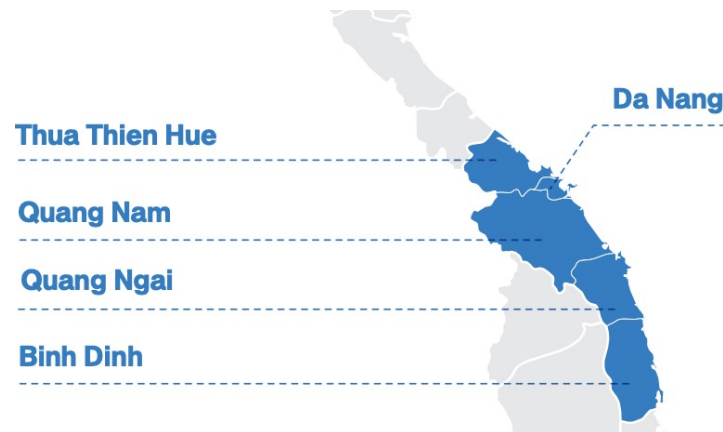 Da Nang
Thua Thien Hue
Quang Nam
Quang Ngai
Binh Dinh